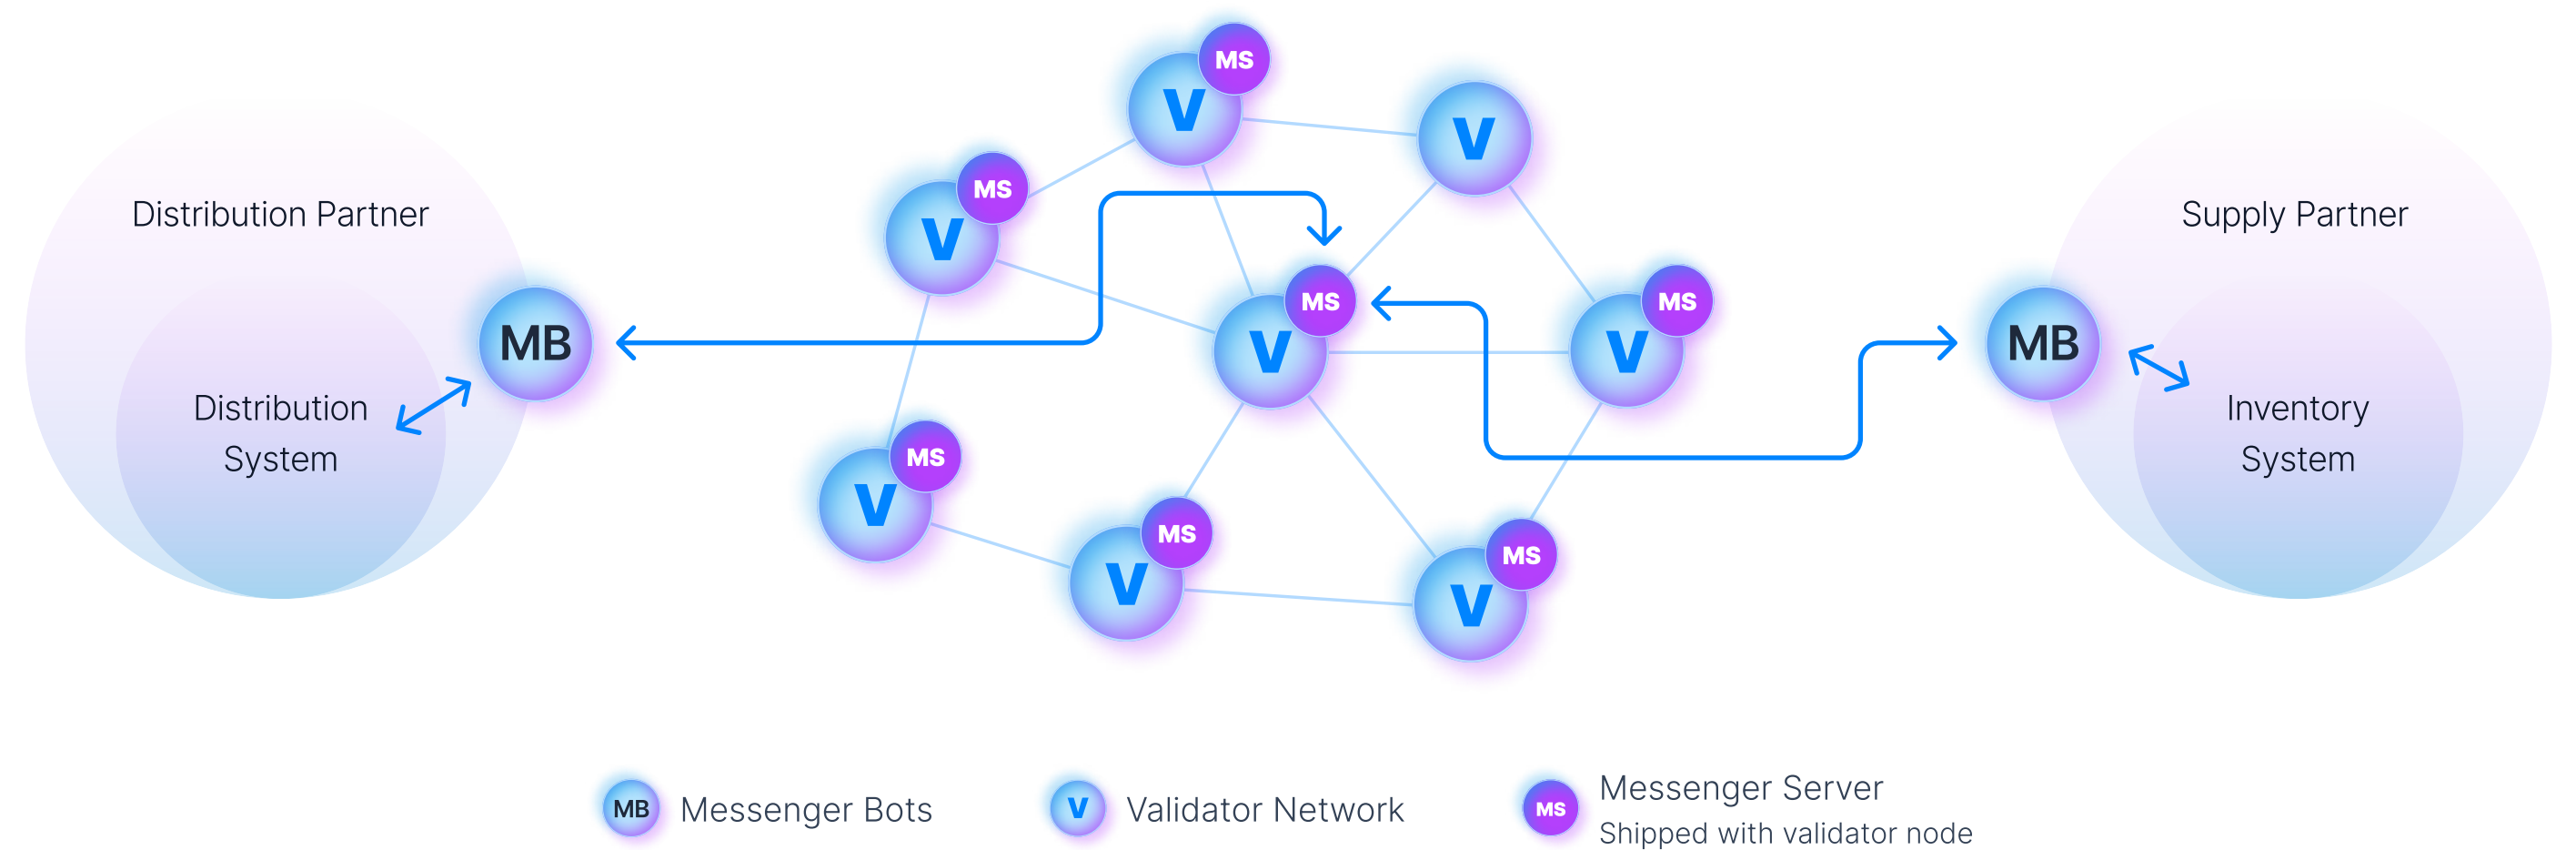 Distribution Partner
Distribution
System
MB
V
MS
V
MS
V
V
MS
V
MS
V
MS
V
MS
V
MS
Supply Partner
MB
Inventory
System
MB
Messenger Bots
V
Validator Network
MS
Messenger Server
Shipped with validator node